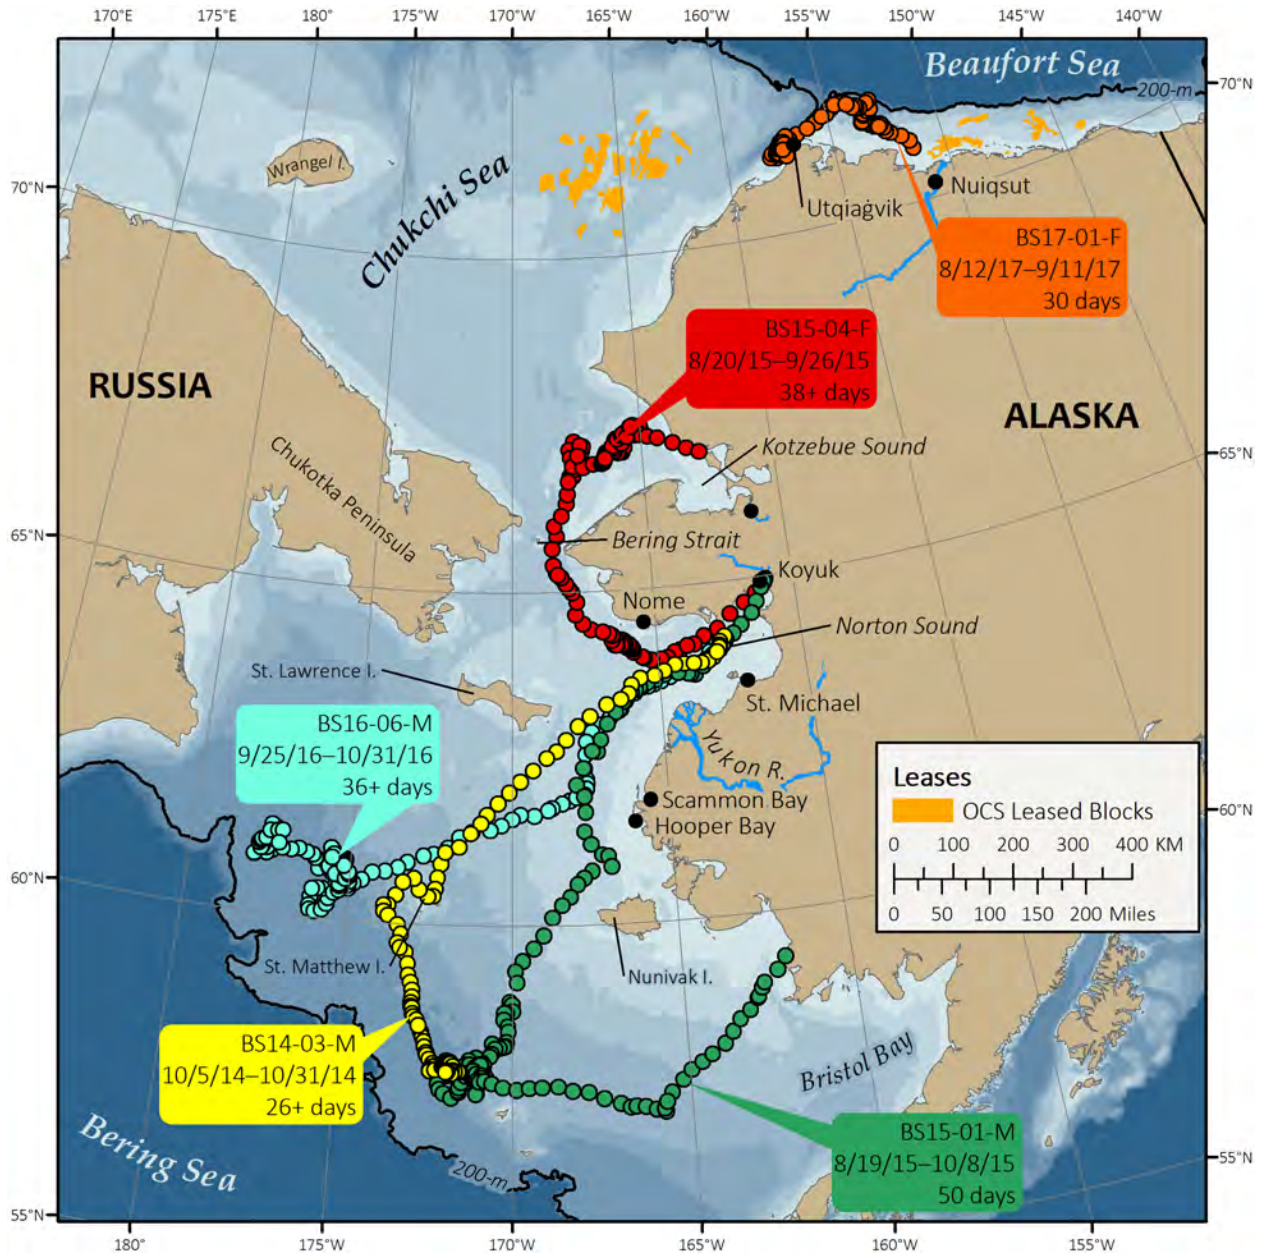 170°E 175°E 180° 175°W 170°W 165°W 160°W 155°W 150°W 145°W 140°W
Beaufort Sea
70°N
200-m
Wrangel I.
Chukchi Sea
70°N
Utqiaġvik
Nuiqsut
BS17-01-F
8/12/17–9/11/17
30 days
BS15-04-F
8/20/15–9/26/15
38+ days
RUSSIA
ALASKA
Kotzebue Sound
65°N
Chukotka Peninsula
65°N
Bering Strait
Koyuk
Nome
Norton Sound
St. Lawrence I.
St. Michael
BS16-06-M
9/25/16–10/31/16
36+ days
Yukon R.
Leases
OCS Leased Blocks
0 100 200 300 400 KM
0 50 100 150 200 Miles
Scammon Bay
Hooper Bay
60°N
60°N
St. Matthew I.
Nunivak I.
BS14-03-M
10/5/14–10/31/14
26+ days
Bristol Bay
BS15-01-M
8/19/15–10/8/15
50 days
Bering Sea
200-m
55°N
55°N
180° 175°W 170°W 165°W 160°W 155°W